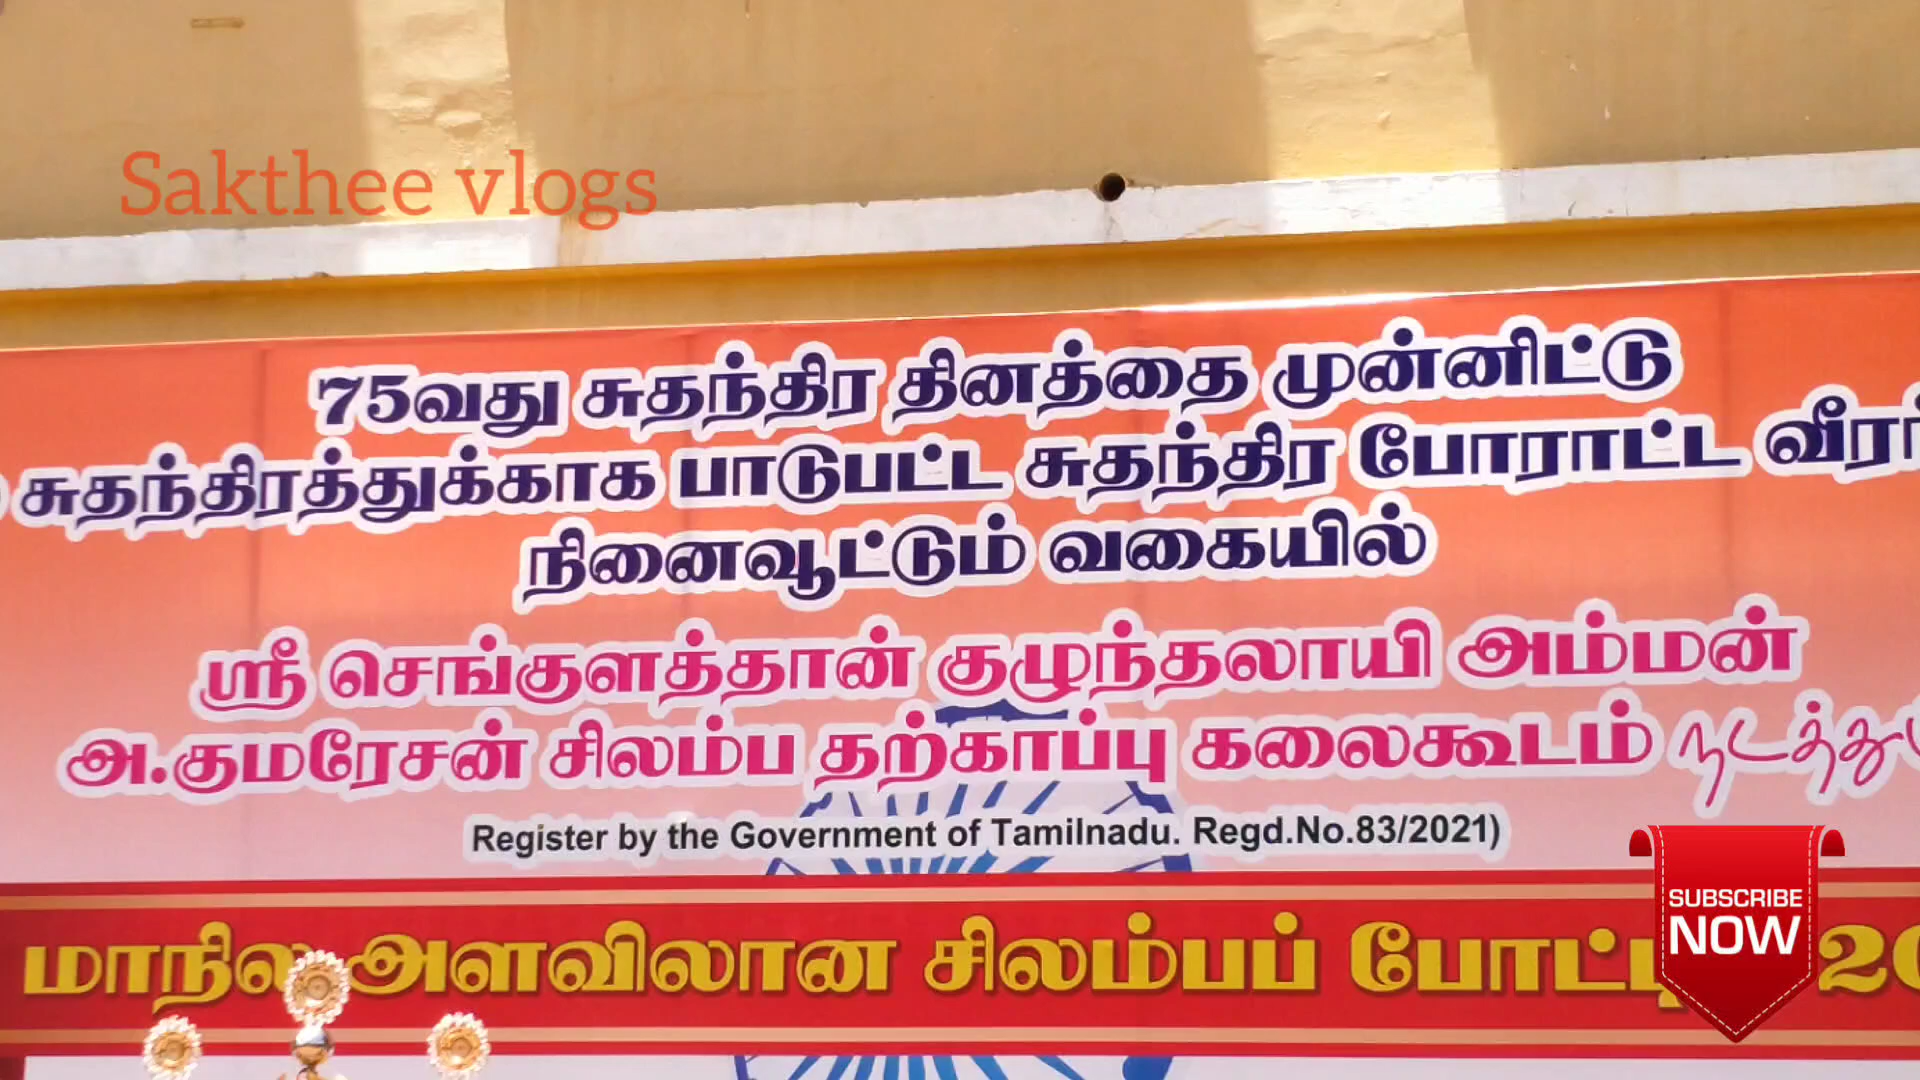 Sakthee vlogs
75வது சுதந்திர தினத்தை முன்னிட்டு
சுதந்திரத்துக்காக பாடுபட்ட சுதந்திர போராட்ட
நினைவூட்டும் வகையில்
ஸ்ரீ செங்குளத்தான் குழுந்தலாயி அம்மன்
அ.குமரேசன் சிலம்ப தற்காப்பு கலைகூடம்
Register by the Government of Tamilnadu. Regd.No.83/2021)
மாநில அளவிலான சிலம்பப்
SUBSCRIBE
NOW